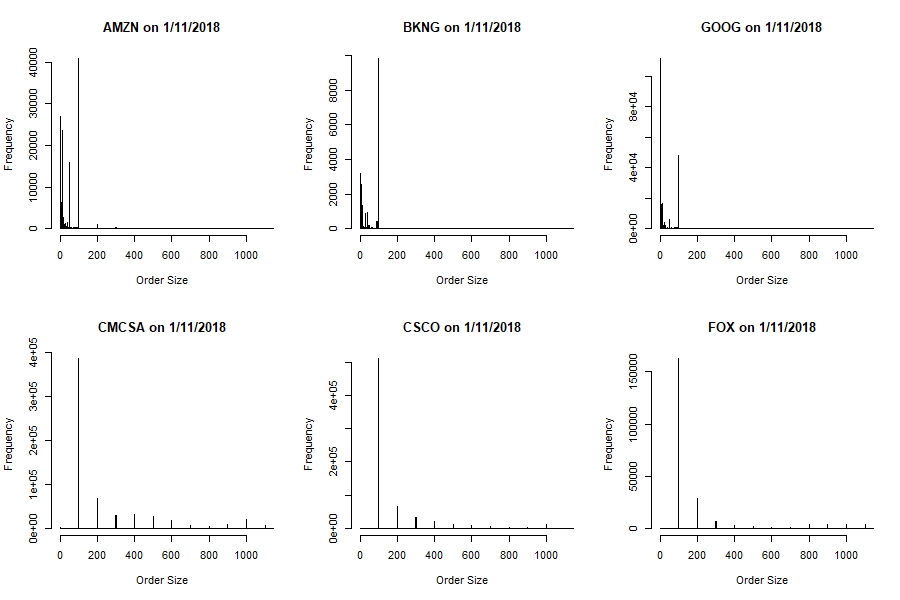 AMZN on 1/11/2018
Frequency
0
10000
20000
30000
40000
0 200 400 600 800 1000
Order Size
BKNG on 1/11/2018
Frequency
0
2000
4000
6000
8000
0 200 400 600 800 1000
Order Size
GOOG on 1/11/2018
Frequency
0e+00
4e+04
8e+04
0 200 400 600 800 1000
Order Size
CMCSA on 1/11/2018
Frequency
0e+00
1e+05
2e+05
3e+05
4e+05
0 200 400 600 800 1000
Order Size
CSCO on 1/11/2018
Frequency
0e+00
2e+05
4e+05
0 200 400 600 800 1000
Order Size
FOX on 1/11/2018
Frequency
0
50000
100000
150000
0 200 400 600 800 1000
Order Size